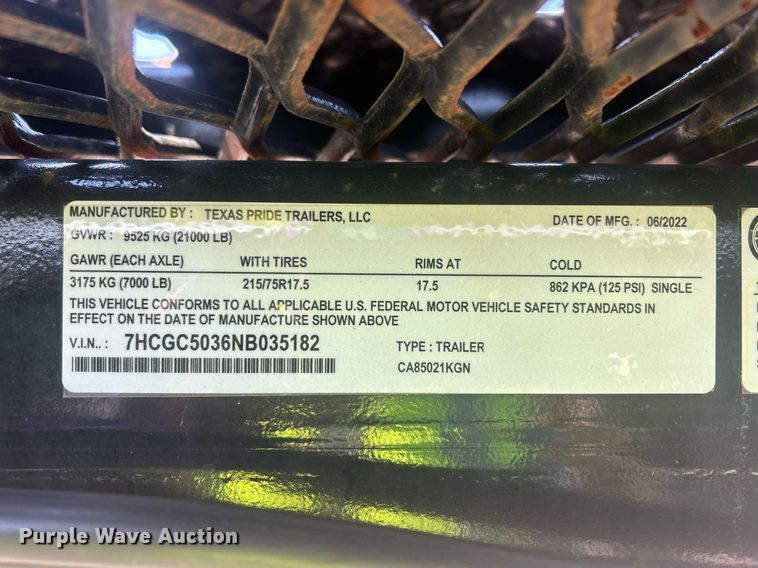 MANUFACTURED BY : TEXAS PRIDE TRAILERS, LLC DATE OF MFG. : 06/2022
GVWR : 9525 KG (21000 LB)
GAWR (EACH AXLE) WITH TIRES RIMS AT COLD
3175 KG (7000 LB) 215/75R17.5 17.5 862 KPA (125 PSI) SINGLE
THIS VEHICLE CONFORMS TO ALL APPLICABLE U.S. FEDERAL MOTOR VEHICLE SAFETY STANDARDS IN
EFFECT ON THE DATE OF MANUFACTURE SHOWN ABOVE
V.I.N.. : 7HCGC5036NB035182 TYPE : TRAILER
CA85021KGN
Purple Wave Auction